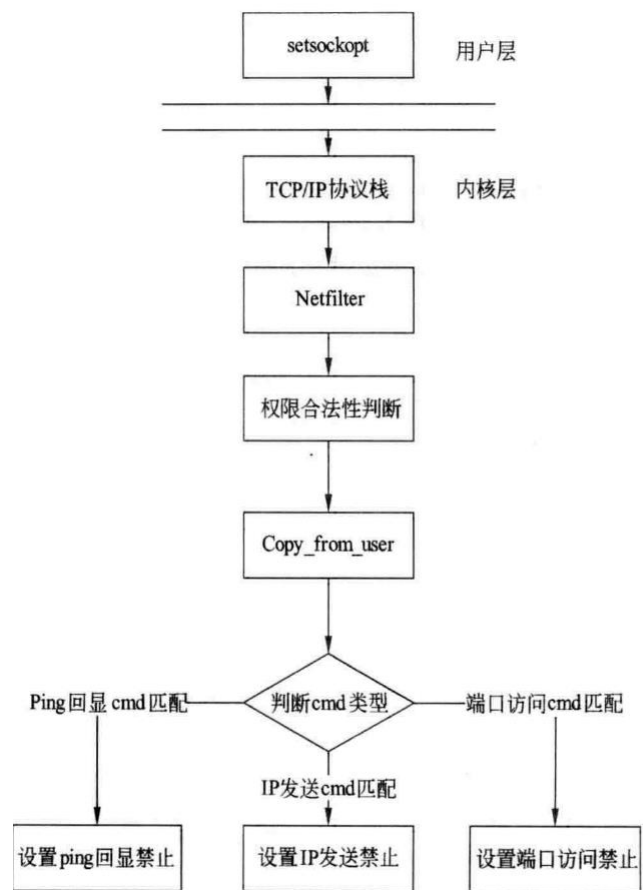 setsockopt
用户层
TCP/IP协议栈
内核层
Netfilter
权限合法性判断
Copy_from_user
Ping回显cmd匹配
判断cmd类型
端口访问cmd匹配
IP发送cmd匹配
设置ping回显禁止
设置IP发送禁止
设置端口访问禁止